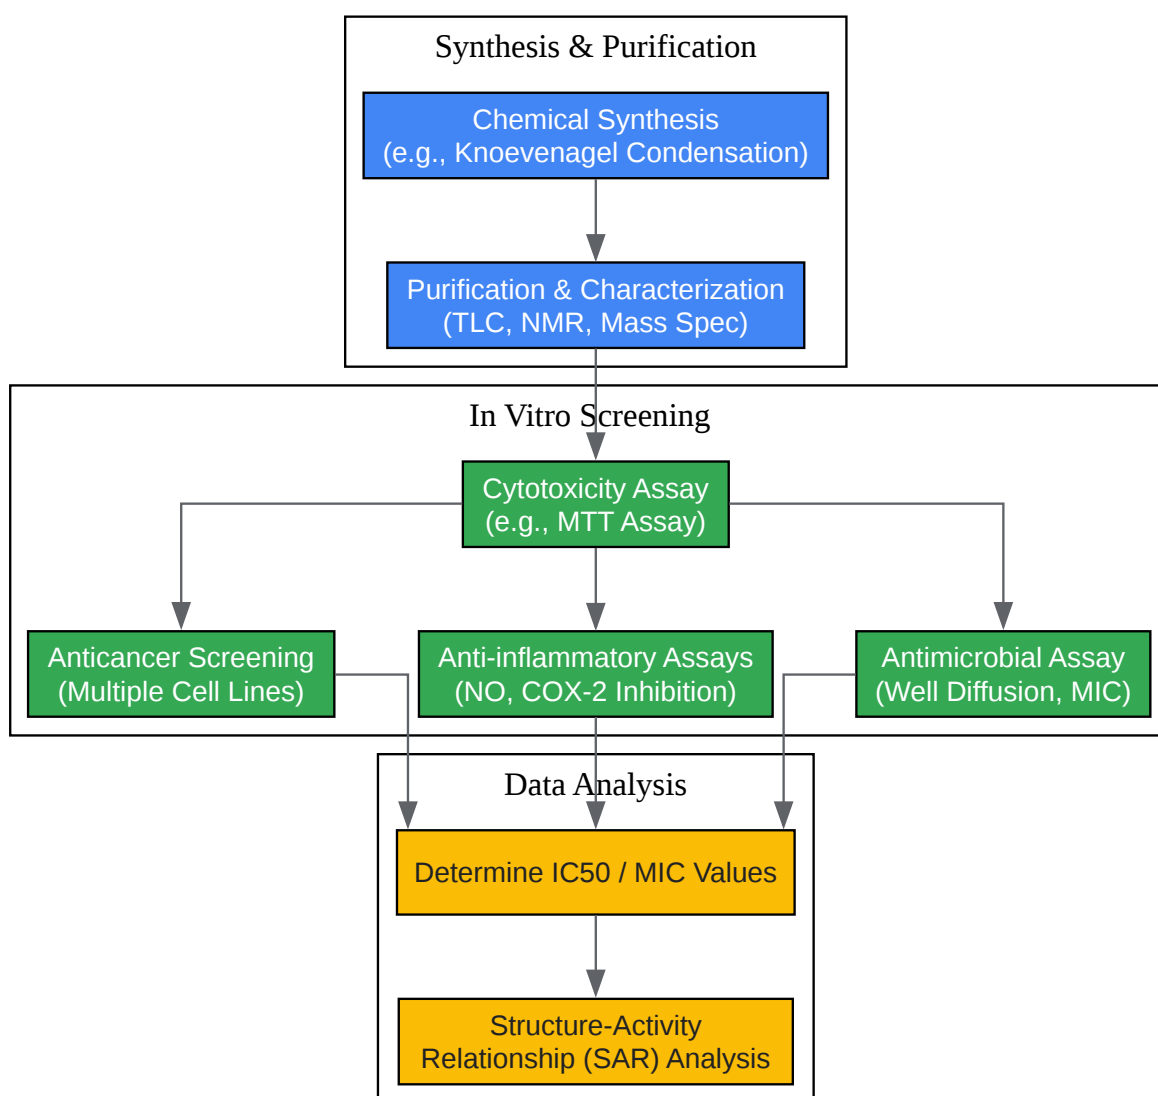 Synthesis & Purification
Chemical Synthesis
(e.g., Knoevenagel Condensation)
Purification & Characterization
(TLC, NMR, Mass Spec)
In Vitro Screening
Cytotoxicity Assay
(e.g., MTT Assay)
Anticancer Screening
(Multiple Cell Lines)
Anti-inflammatory Assays
(NO, COX-2 Inhibition)
Antimicrobial Assay
(Well Diffusion, MIC)
Data Analysis
Determine IC50 / MIC Values
Structure-Activity
Relationship (SAR) Analysis